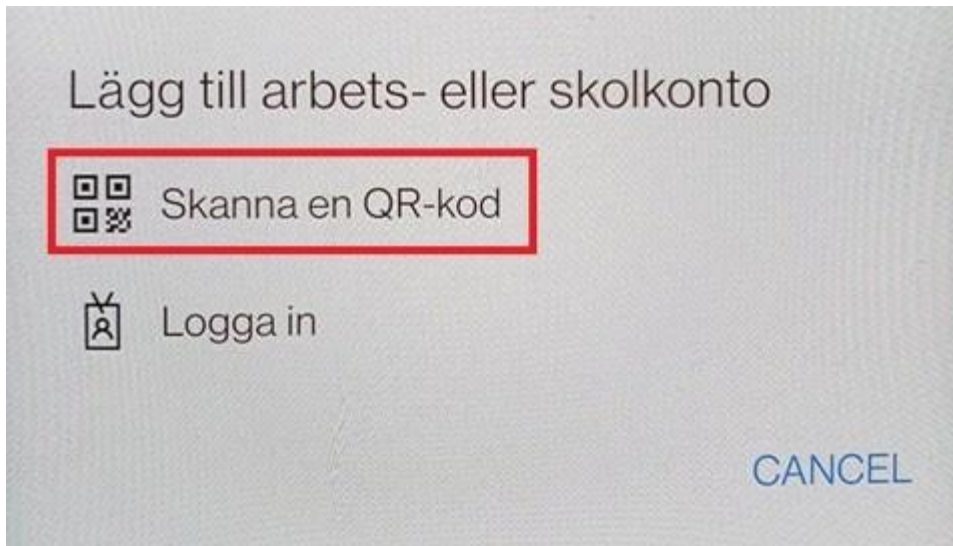 Lägg till arbets- eller skolkonto
Skanna en QR-kod
Logga in
CANCEL